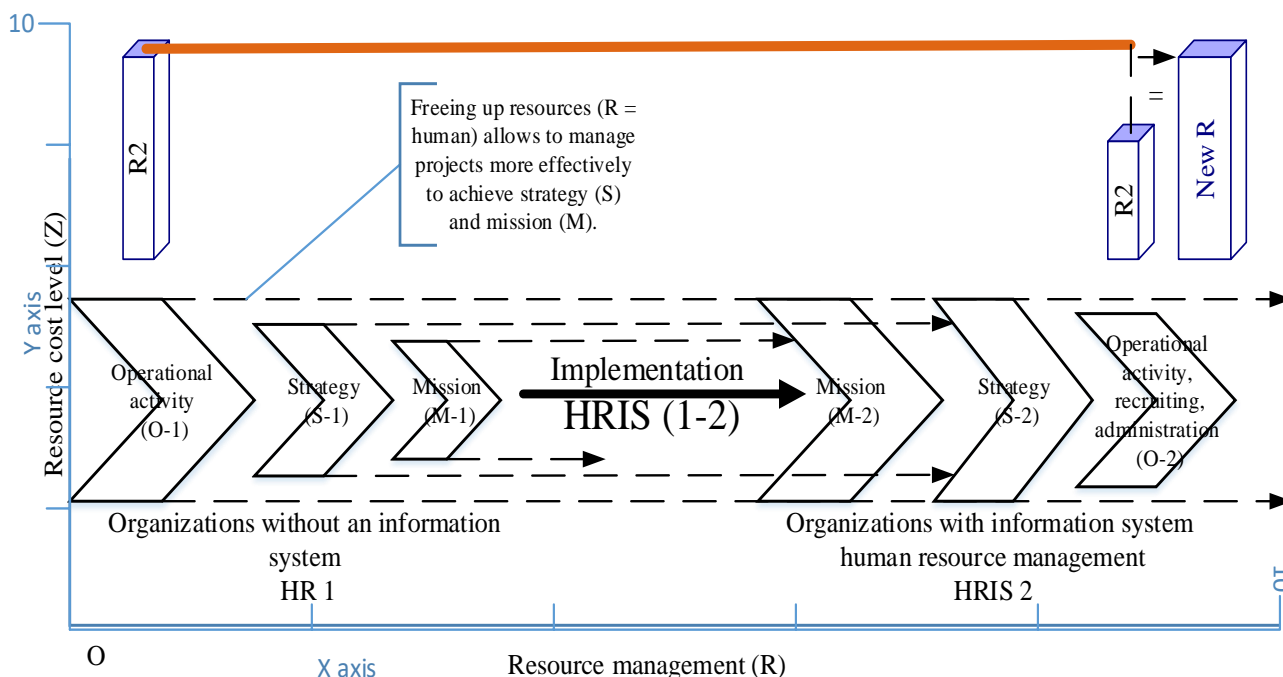 10
R2
Freeing up resources (R =
human) allows to manage
projects more effectively
to achieve strategy (S)
and mission (M).
=
R2
New R
Y axis
Resource cost level (Z)
Operational
activity
(O-1)
Strategy
(S-1)
Mission
(M-1)
Implementation
HRIS (1-2)
Mission
(M-2)
Strategy
(S-2)
Operational
activity,
recruiting,
administration
(O-2)
Organizations without an information
system
HR 1
Organizations with information system
human resource management
HRIS 2
10
O
X axis
Resource management (R)